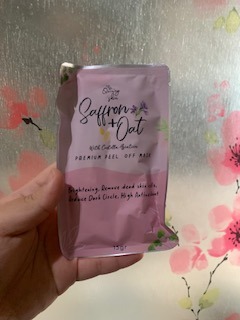 Saffron
+ Oat
With Centella Asiatica
PREMIUM PEEL OFF MASK
Brightening, Remove dead skin cells,
Reduce Dark Circle, High Antioxidant